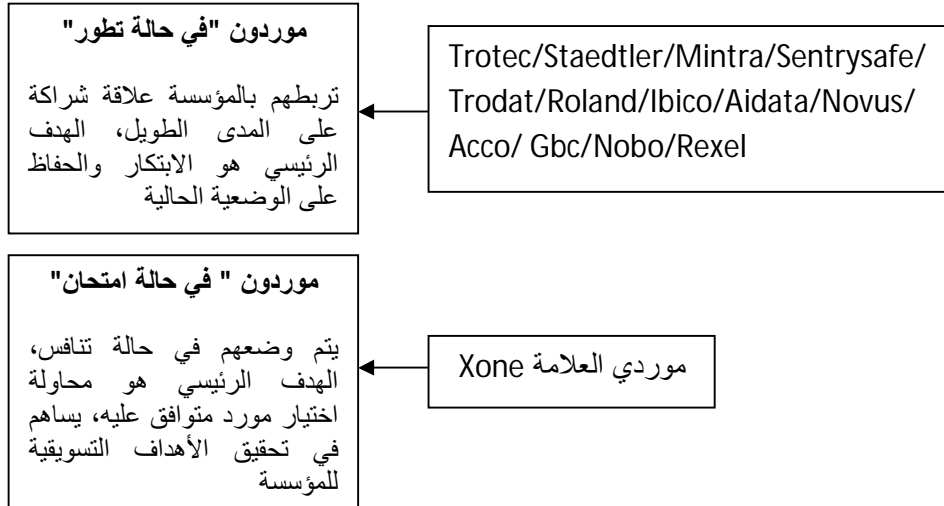 موردون "في حالة تطور"
تربطهم بالمؤسسة علاقة شراكة
على المدى الطويل، الهدف
الرئيسي هو الابتكار والحفاظ
على الوضعية الحالية
Trotec/Staedtler/Mintra/Sentrysafe/
Trodat/Roland/Ibico/Aidata/Novus/
Acco/ Gbc/Nobo/Rexel
موردون " في حالة امتحان"
يتم وضعهم في حالة تنافس،
الهدف الرئيسي هو محاولة
اختيار مورد متوافق عليه، يساهم
في تحقيق الأهداف التسويقية
للمؤسسة
موردي العلامة Xone